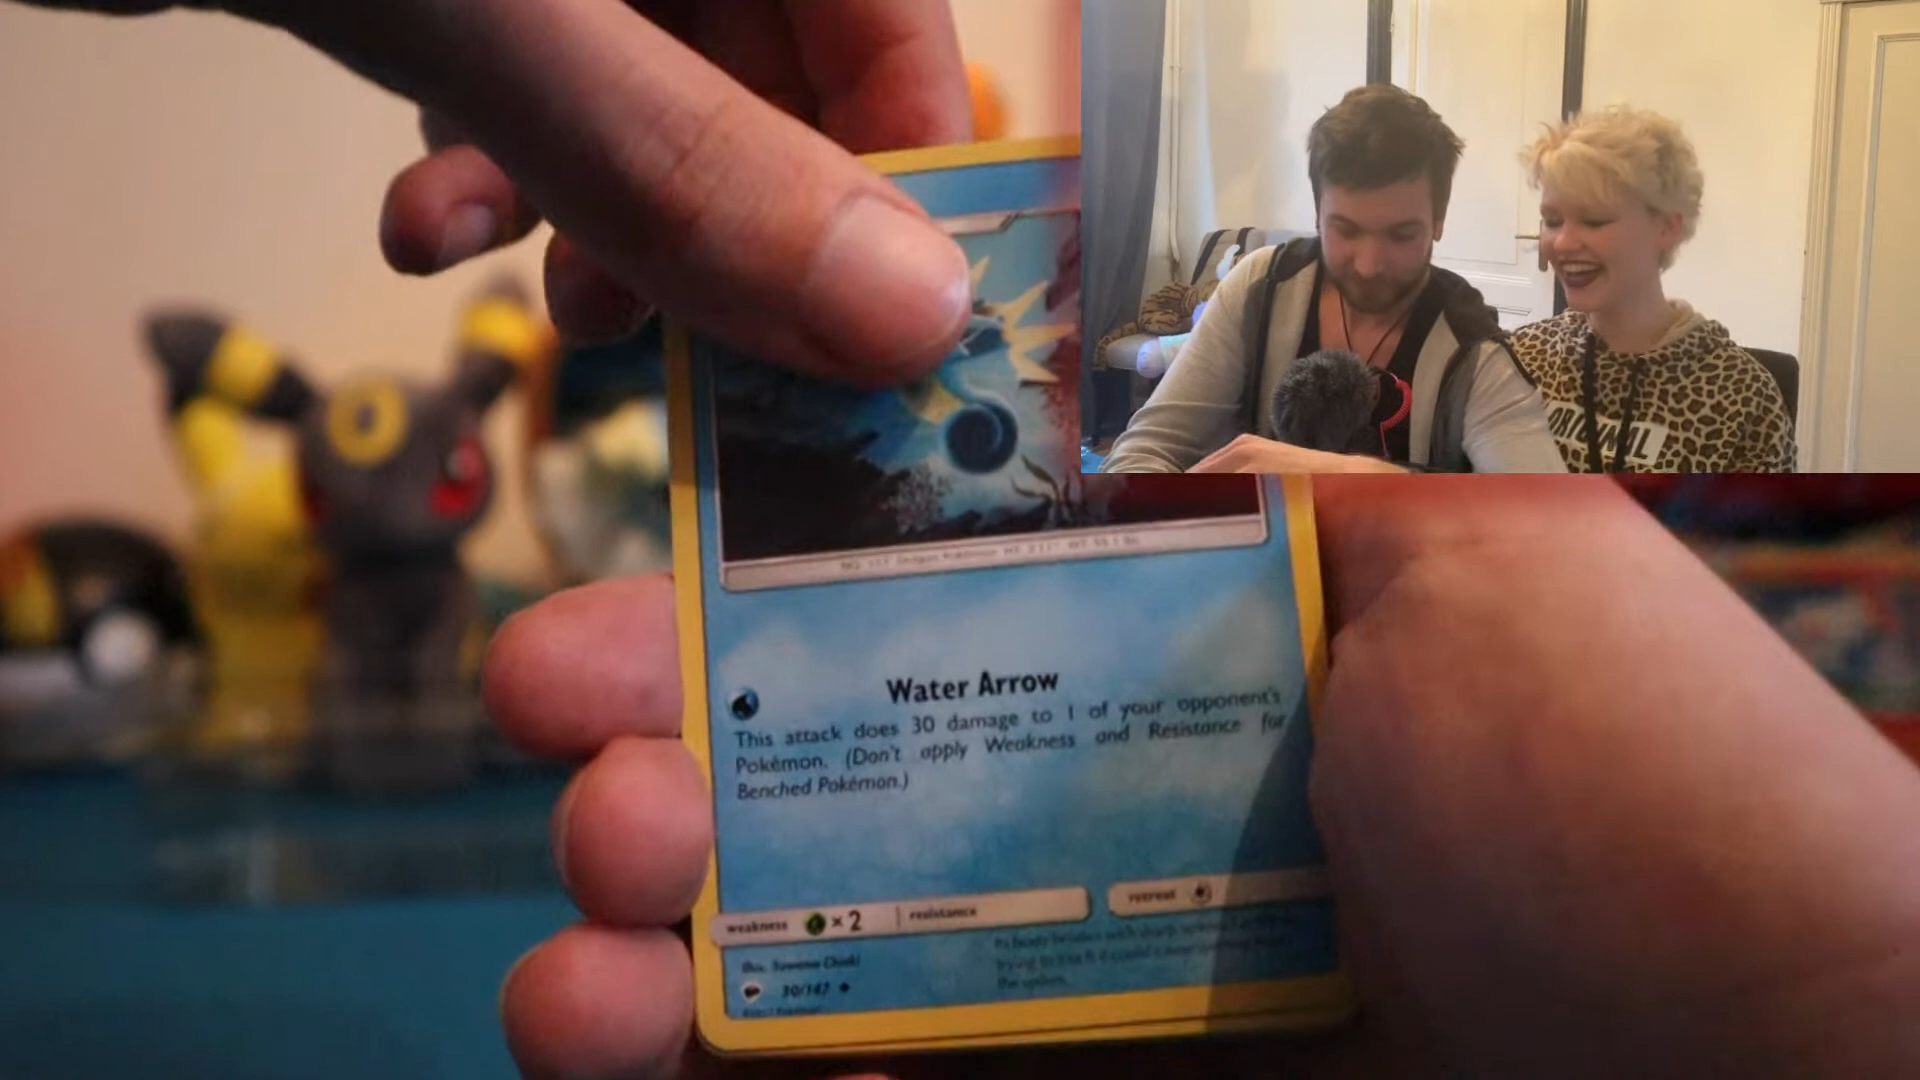 ORIGINAL
Water Arrow
This attack does 30 damage to 1 of your opponent's
Pokémon. (Don't apply Weakness and Resistance for
Benched Pokémon.)
weakness × 2 resistance
retreat
30/147